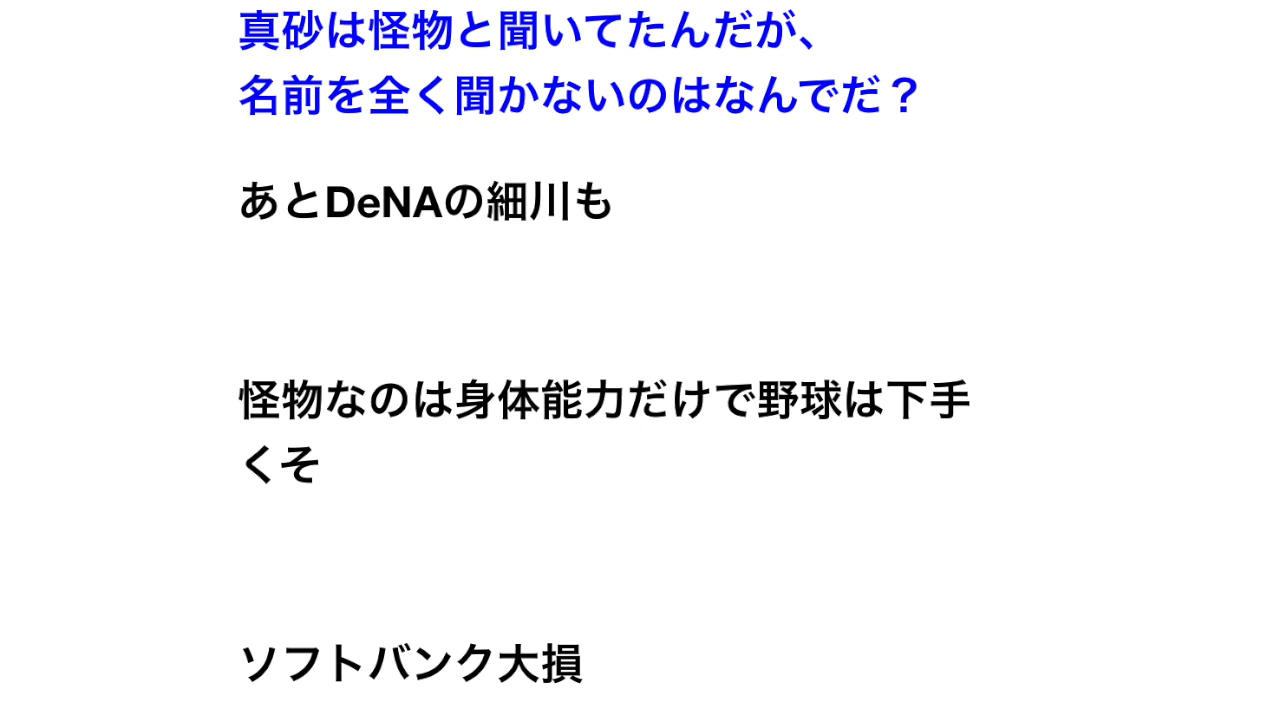 真砂は怪物と聞いてたんだが、
名前を全く聞かないのはなんでだ？
あとDeNAの細川も
怪物なのは身体能力だけで野球は下手
くそ
ソフトバンク大損